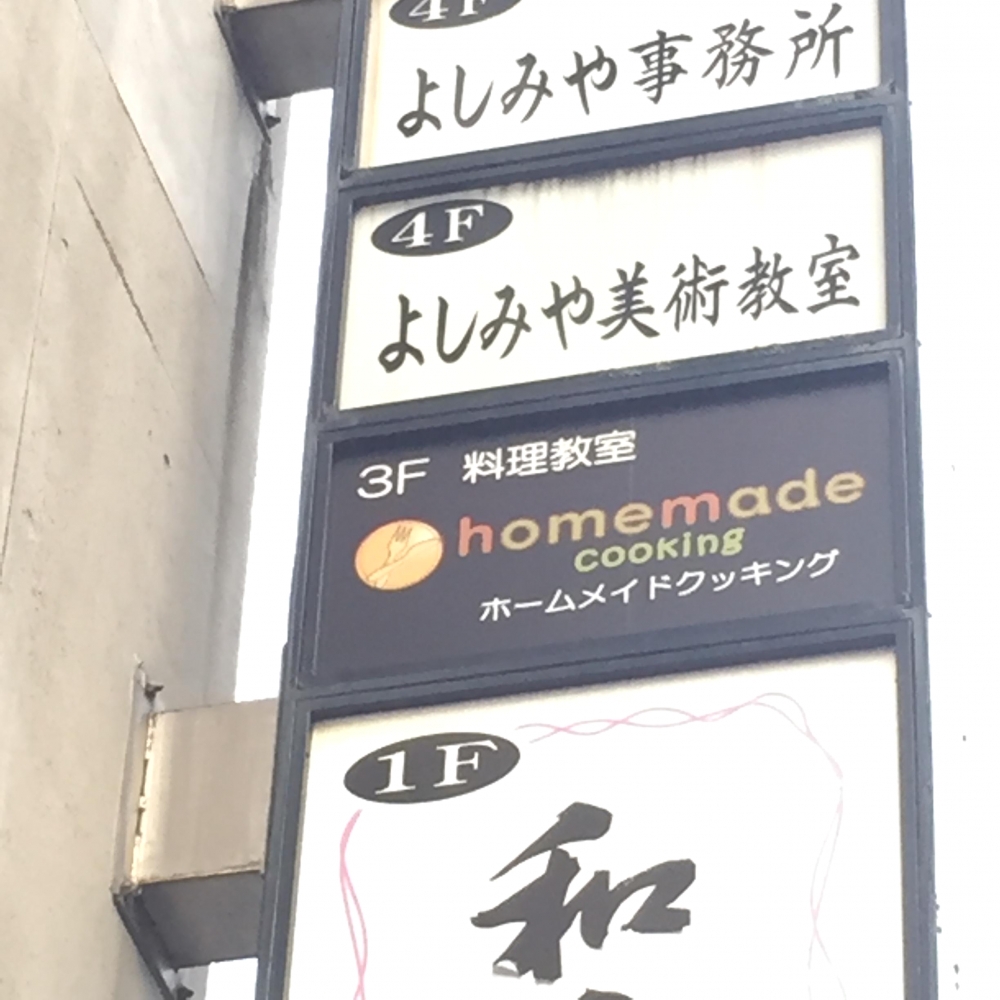 4F
よしみや事務所
4F
よしみや美術教室
3F 料理教室
homemade
cooking
ホームメイドクッキング
1F
和